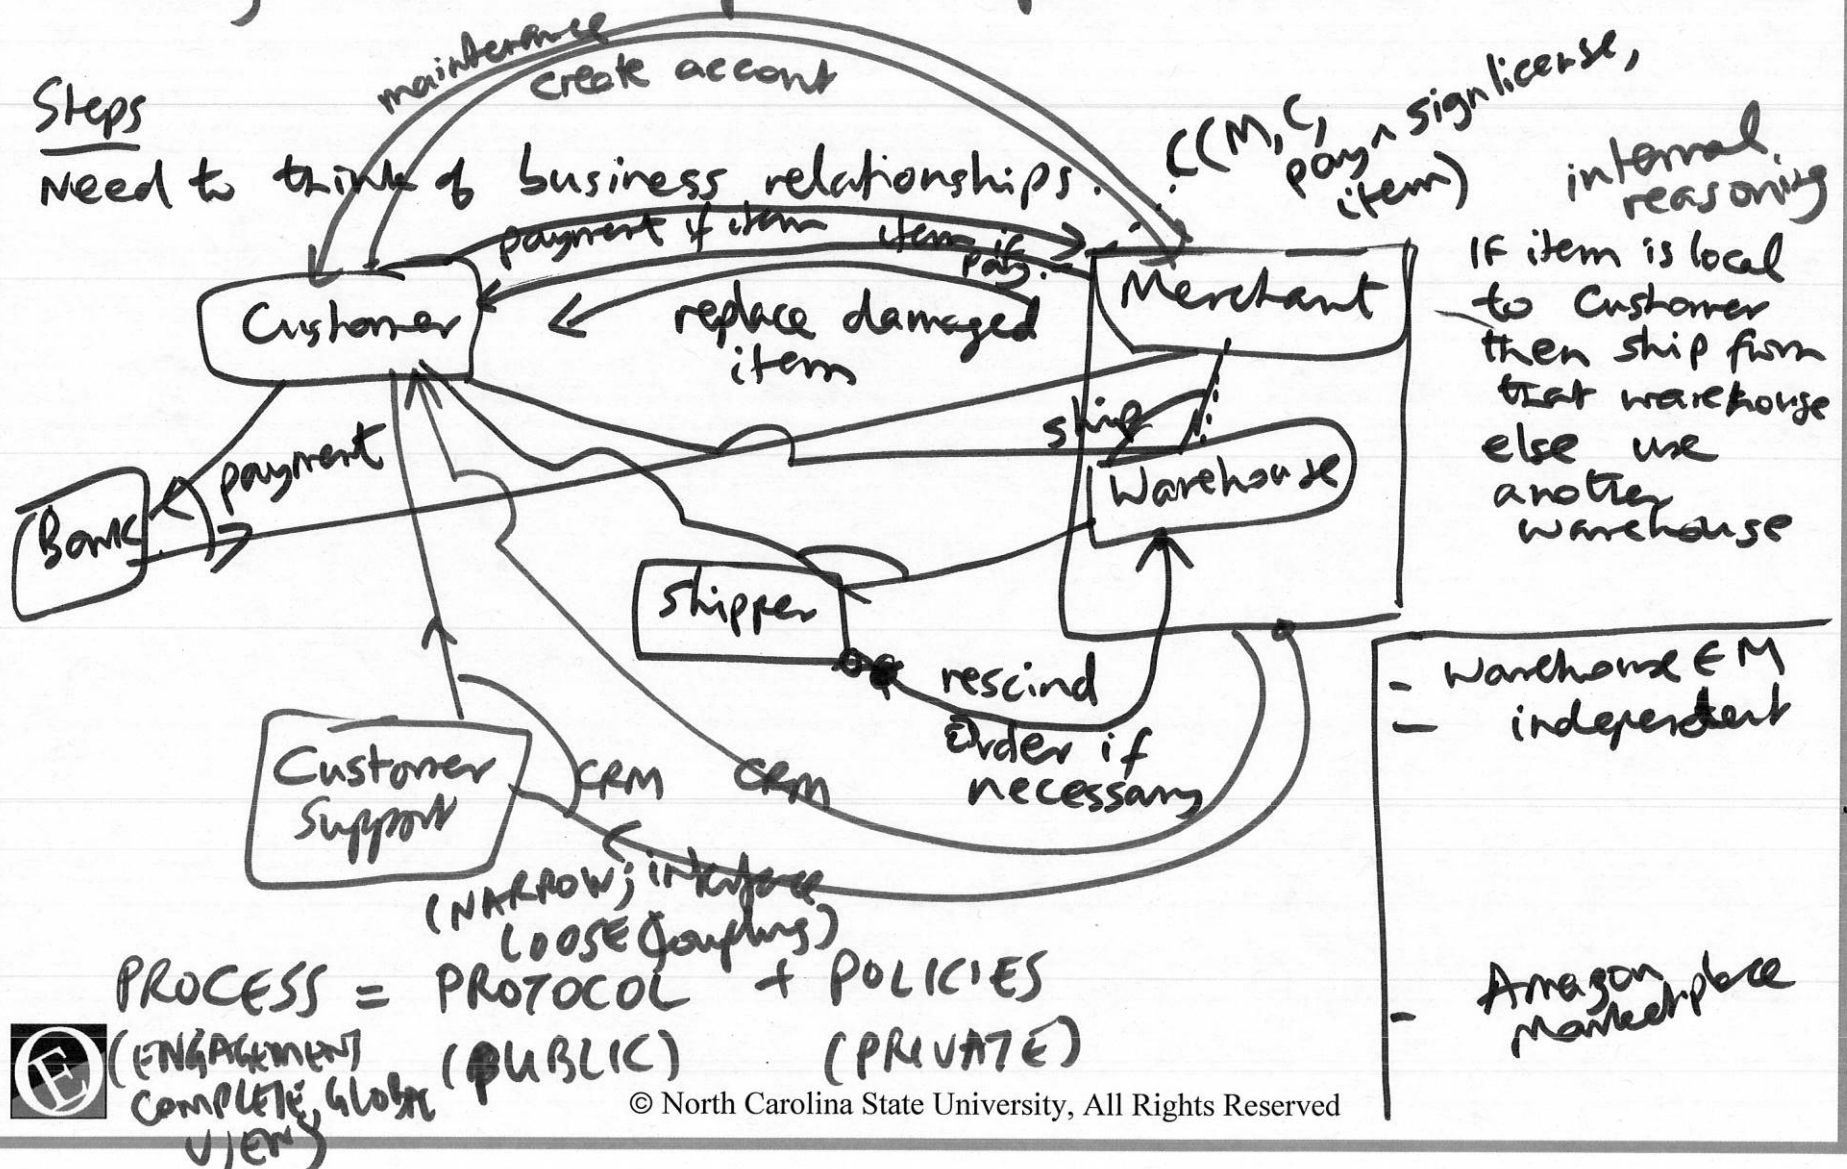 maintenance
create account
Steps
Need to think of business relationships.
C(M, C,
pay ^ sign license,
item)
internal
reasoning
payment if item
item if
pay.
Customer
Merchant
replace damaged
item
IF item is local
to Customer
then ship from
that warehouse
else use
another
warehouse
ship
Warehouse
payment
Bank
Shipper
rescind
order if
necessary
- Warehouse ∈ M
- independent
Customer
Support
CRM
CRM
(NARROW; interface
LOOSE Couplings)
PROCESS = PROTOCOL + POLICIES
(ENGAGEMENT (PUBLIC) (PRIVATE)
COMPLETE, GLOBAL
VIEW)
- Amazon
Marketplace
E
© North Carolina State University, All Rights Reserved